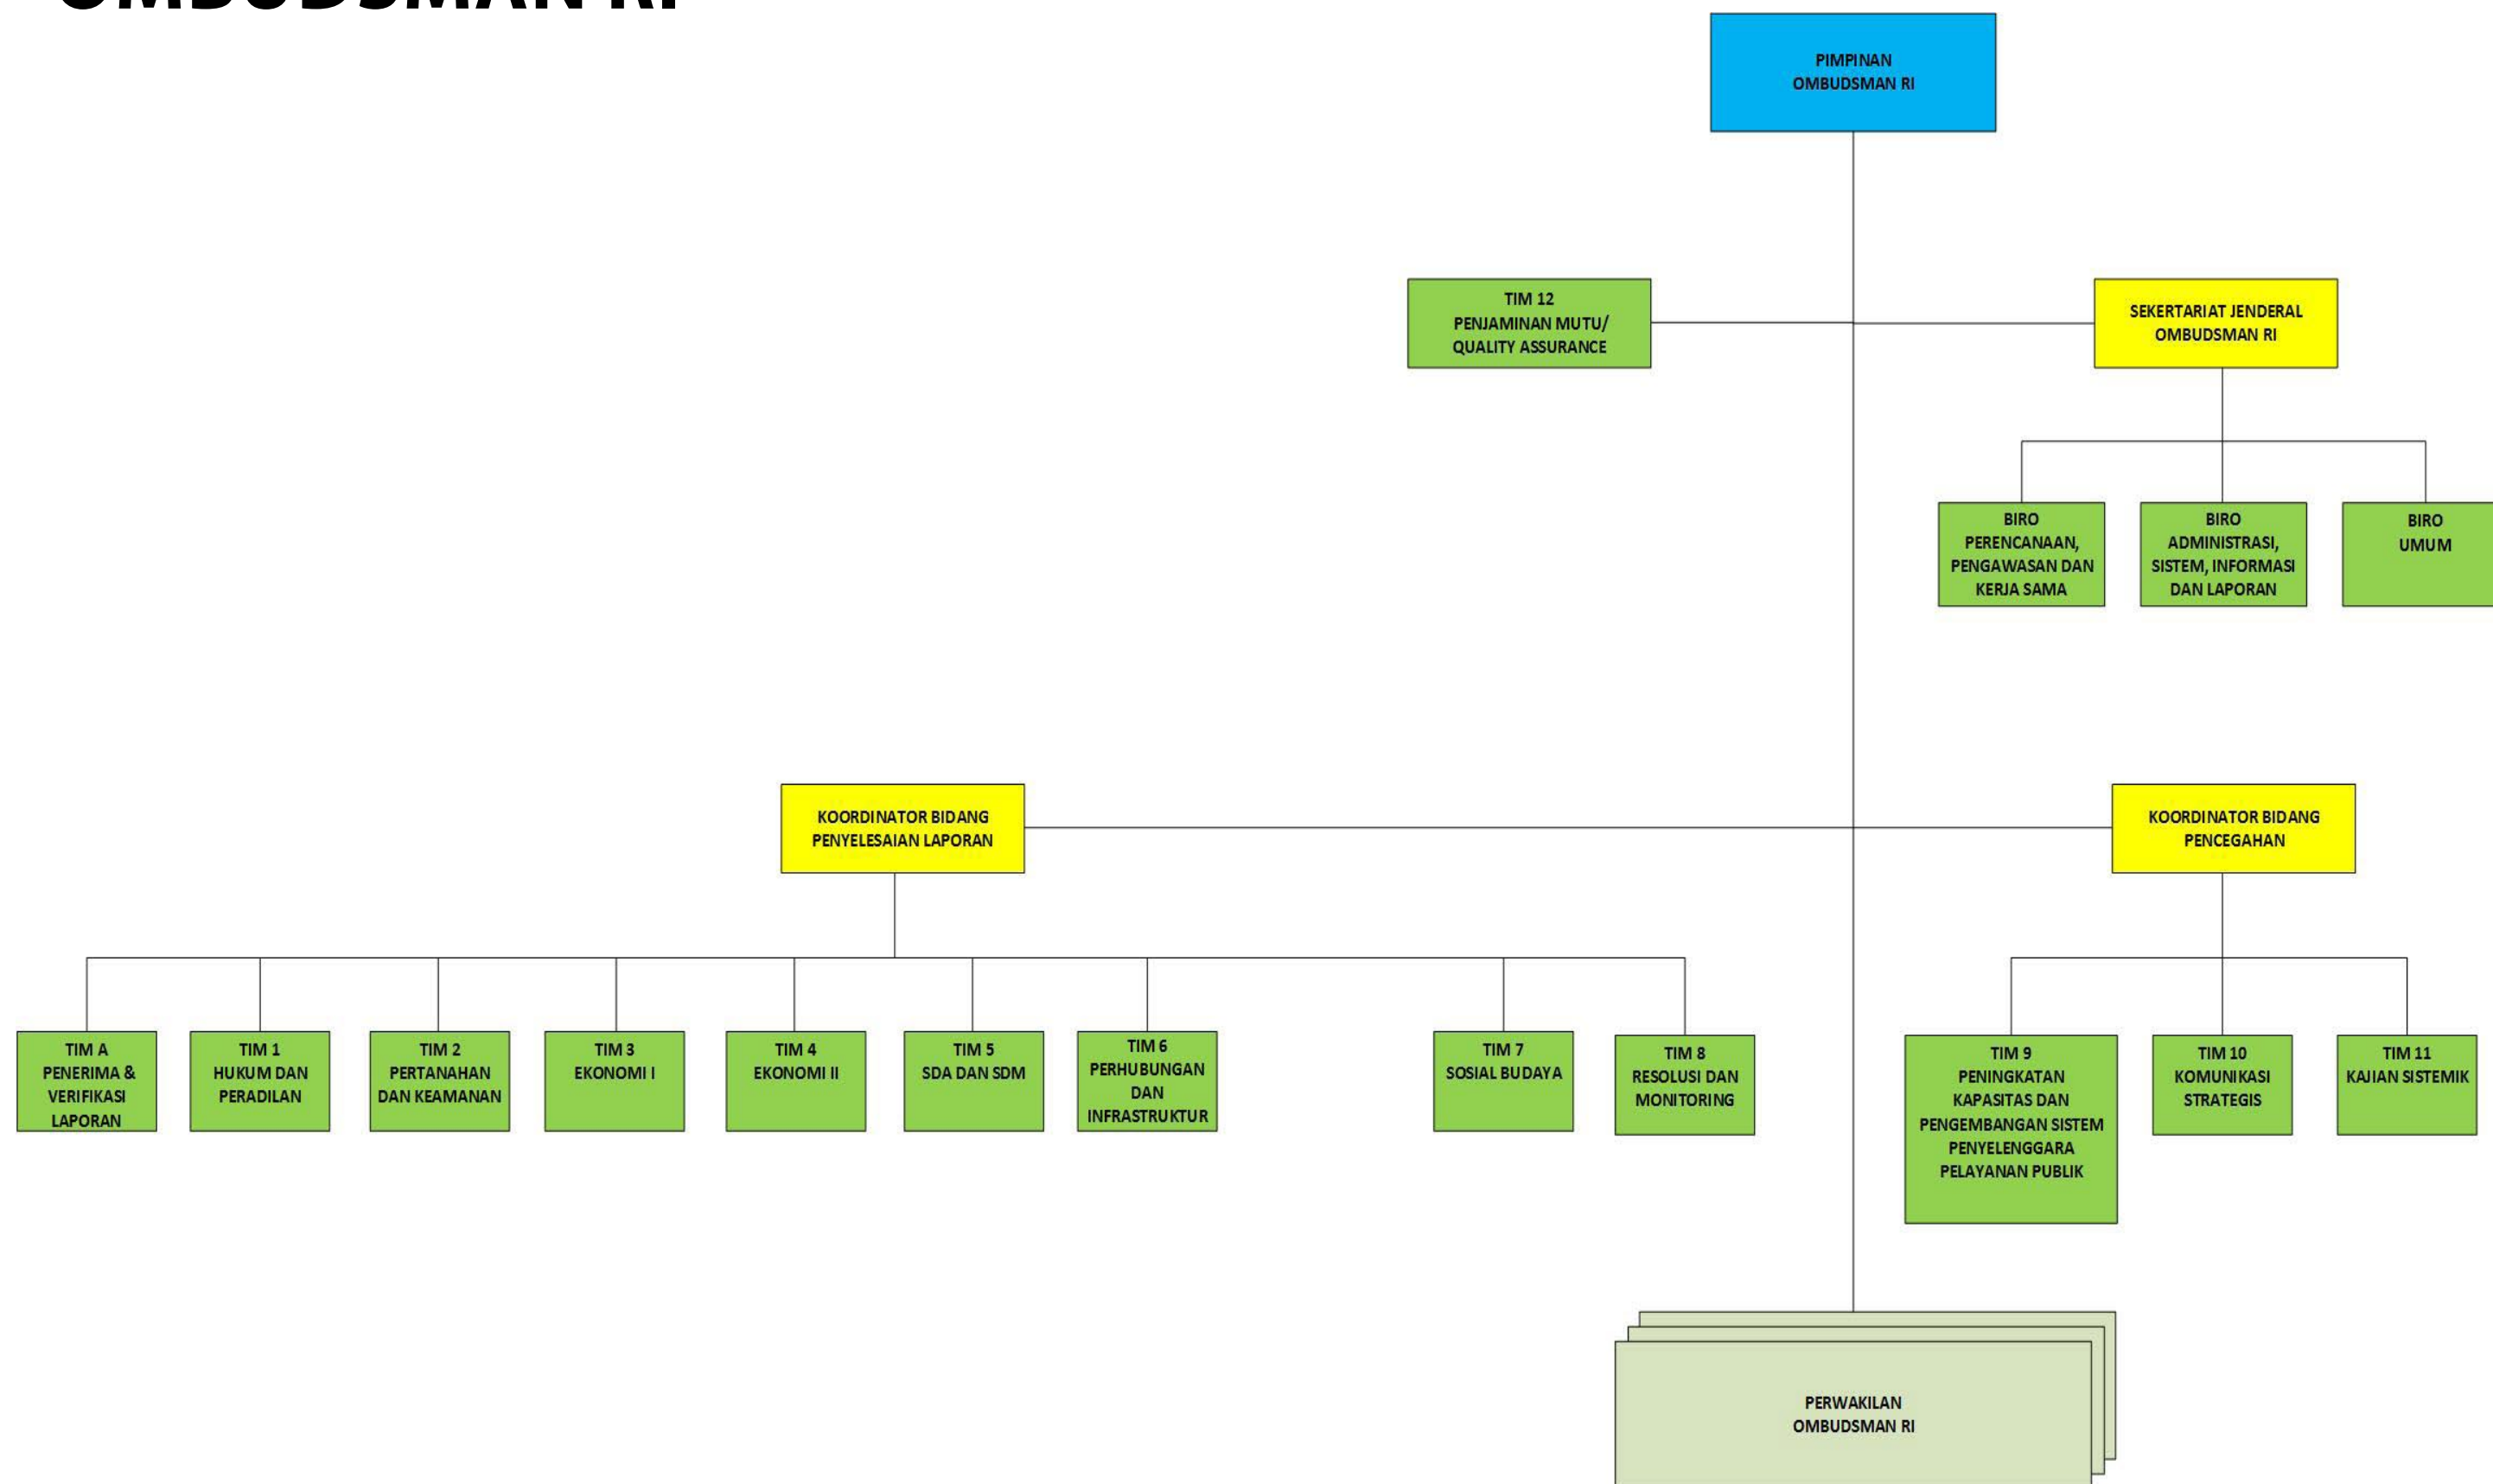 OMBUDSMAN RI
PIMPINAN
OMBUDSMAN RI
TIM 12
PENJAMINAN MUTU/
QUALITY ASSURANCE
SEKERTARIAT JENDERAL
OMBUDSMAN RI
BIRO
PERENCANAAN,
PENGAWASAN DAN
KERJA SAMA
BIRO
ADMINISTRASI,
SISTEM, INFORMASI
DAN LAPORAN
BIRO
UMUM
KOORDINATOR BIDANG
PENYELESAIAN LAPORAN
KOORDINATOR BIDANG
PENCEGAHAN
TIM A
PENERIMA &
VERIFIKASI
LAPORAN
TIM 1
HUKUM DAN
PERADILAN
TIM 2
PERTANAHAN
DAN KEAMANAN
TIM 3
EKONOMI I
TIM 4
EKONOMI II
TIM 5
SDA DAN SDM
TIM 6
PERHUBUNGAN
DAN
INFRASTRUKTUR
TIM 7
SOSIAL BUDAYA
TIM 8
RESOLUSI DAN
MONITORING
TIM 9
PENINGKATAN
KAPASITAS DAN
PENGEMBANGAN SISTEM
PENYELENGGARA
PELAYANAN PUBLIK
TIM 10
KOMUNIKASI
STRATEGIS
TIM 11
KAJIAN SISTEMIK
PERWAKILAN
OMBUDSMAN RI